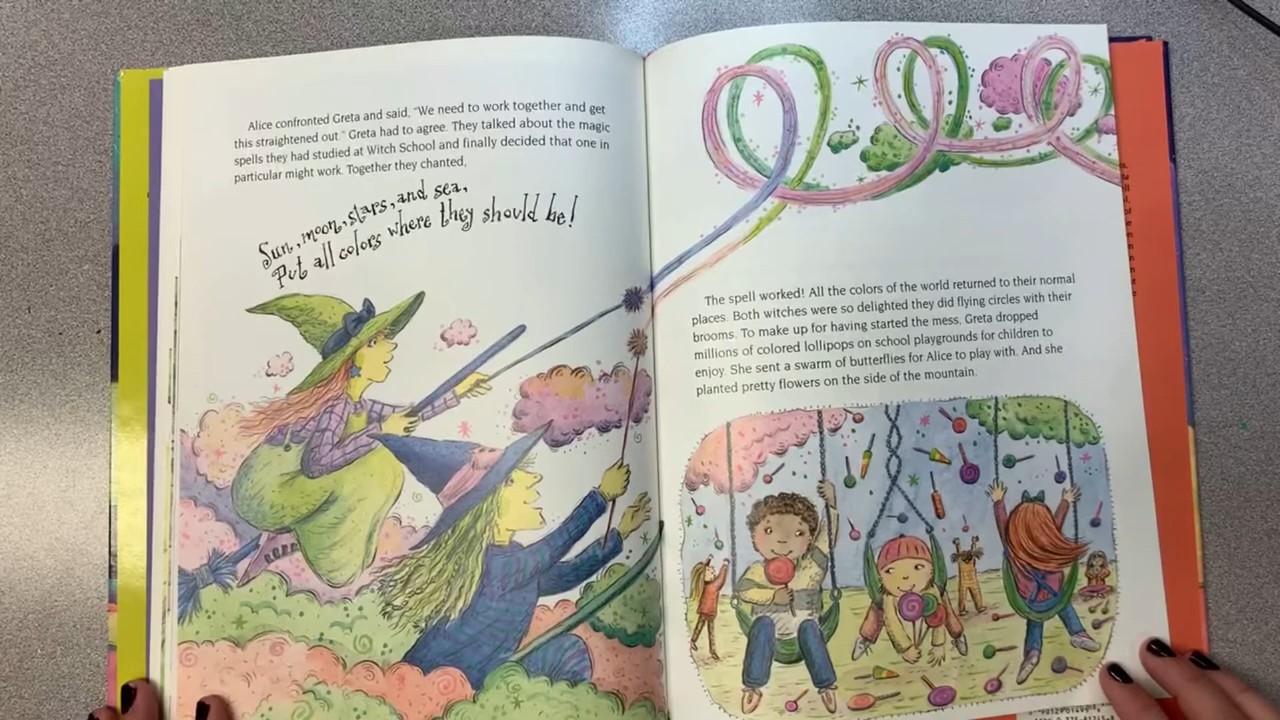 Alice confronted Greta and said, "We need to work together and get
this straightened out." Greta had to agree. They talked about the magic
spells they had studied at Witch School and finally decided that one in
particular might work. Together they chanted,
Sun, moon, stars, and sea,
Put all colors where they should be!
The spell worked! All the colors of the world returned to their normal
places. Both witches were so delighted they did flying circles with their
brooms. To make up for having started the mess, Greta dropped
millions of colored lollipops on school playgrounds for children to
enjoy. She sent a swarm of butterflies for Alice to play with. And she
planted pretty flowers on the side of the mountain.